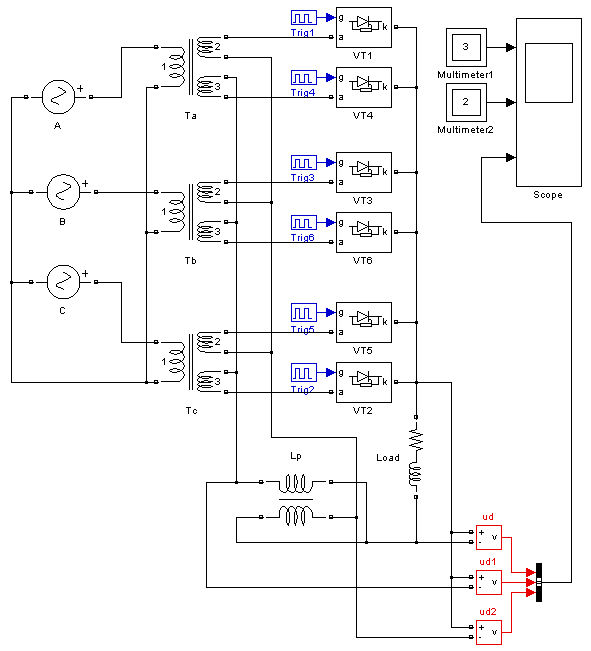 Trig1
g
a
k
VT1
3
Multimeter1
2
Multimeter2
Scope
+
A
1
2
3
Ta
Trig4
g
a
k
VT4
+
B
1
2
3
Tb
Trig3
g
a
k
VT3
Trig6
g
a
k
VT6
+
C
1
2
3
Tc
Trig5
g
a
k
VT5
Trig2
g
a
k
VT2
Lp
Load
ud
+
-
v
ud1
+
-
v
ud2
+
-
v